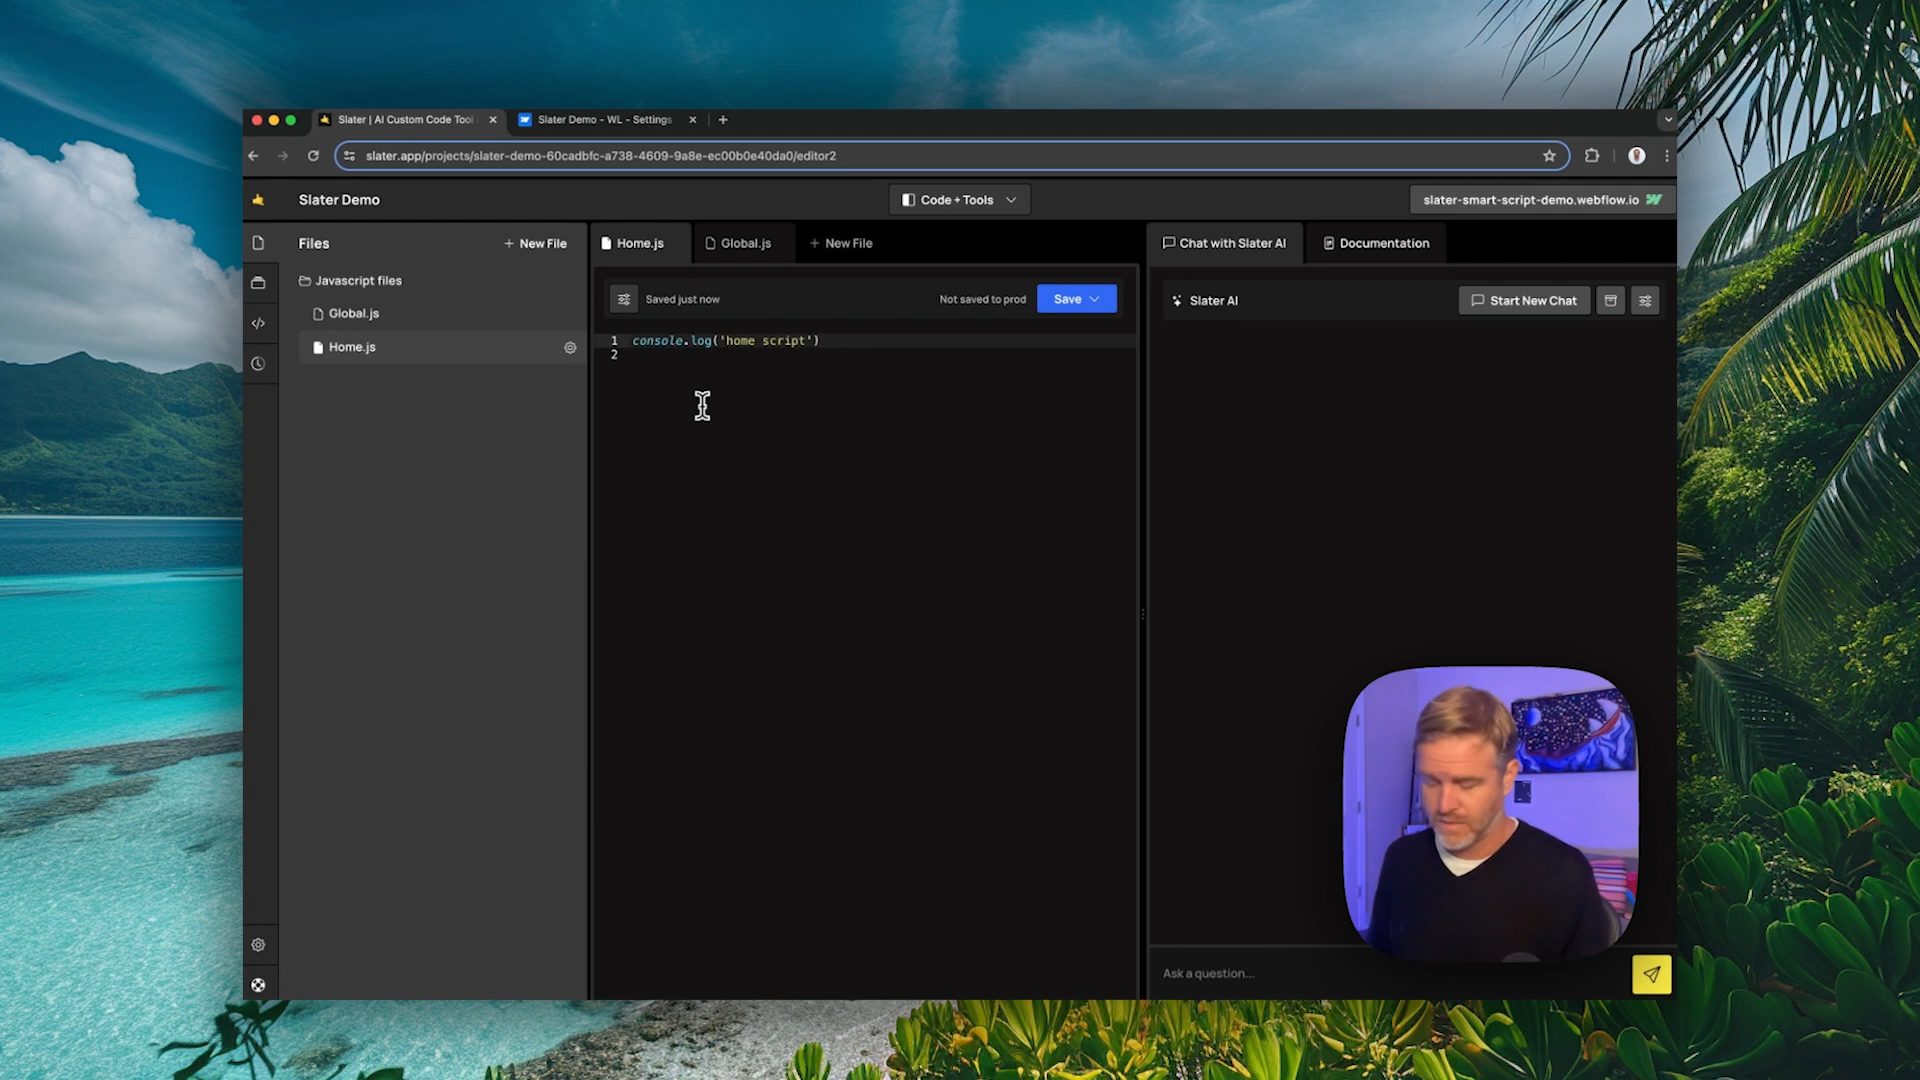 Slater | AI Custom Code Tool
Slater Demo - WL - Settings
slater.app/projects/slater-demo-60cadbfc-a738-4609-9a8e-ec00b0e40da0/editor2
Slater Demo
Code + Tools
slater-smart-script-demo.webflow.io
Files
+ New File
Home.js
Global.js
+ New File
Chat with Slater AI
Documentation
Javascript files
Global.js
Home.js
Saved just now
Not saved to prod
Save
Slater AI
Start New Chat
1 console.log('home script')
2
Ask a question...